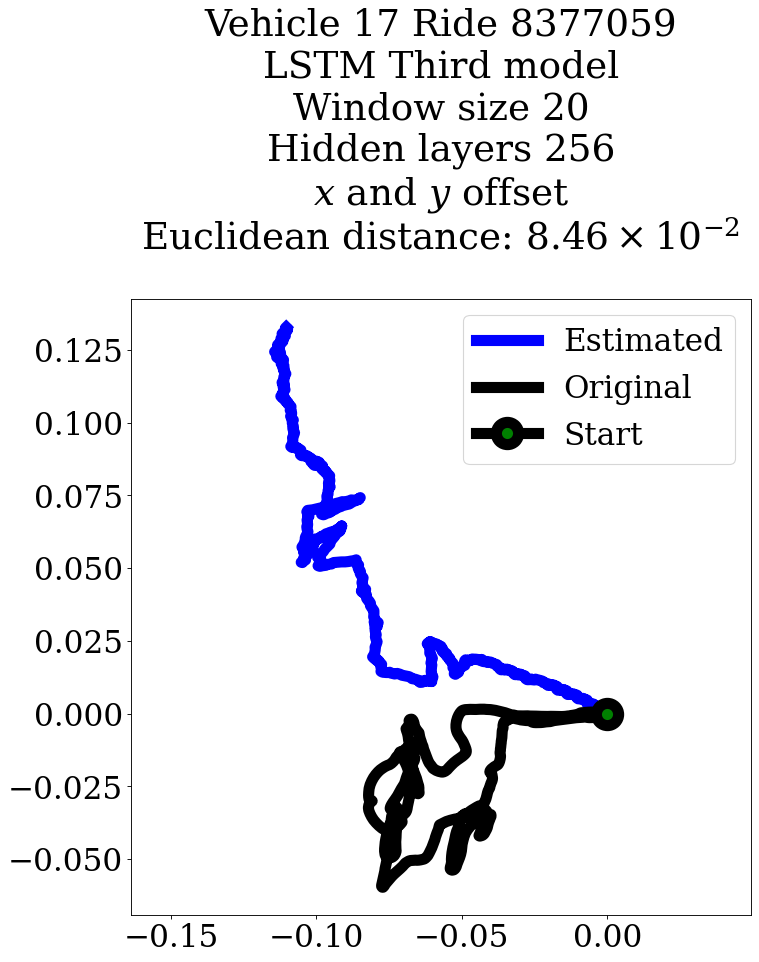 Vehicle 17 Ride 8377059
LSTM Third model
Window size 20
Hidden layers 256
x and y offset
Euclidean distance: 8.46 × 10⁻²
Estimated
Original
Start
0.125
0.100
0.075
0.050
0.025
0.000
−0.025
−0.050
−0.15 −0.10 −0.05 0.00